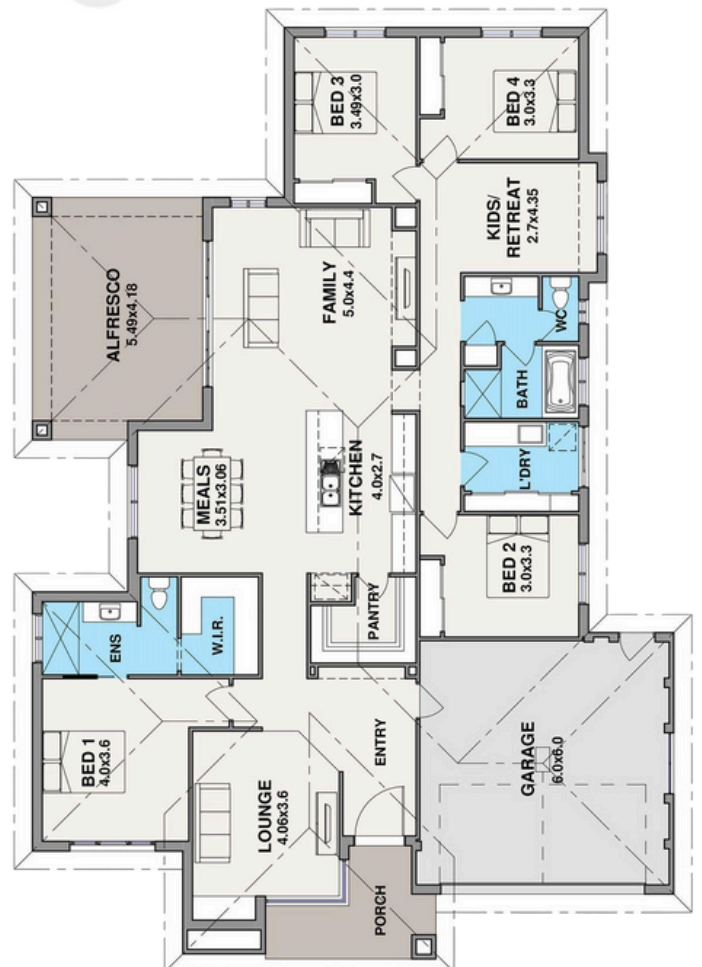 BED 3
3.49x3.0
BED 4
3.0x3.3
KIDS/
RETREAT
2.7x4.35
ALFRESCO
5.49x4.18
FAMILY
5.0x4.4
WC
BATH
MEALS
3.51x3.06
KITCHEN
4.0x2.7
L'DRY
BED 2
3.0x3.3
PANTRY
ENS
W.I.R.
BED 1
4.0x3.6
LOUNGE
4.06x3.6
ENTRY
GARAGE
6.0x6.0
PORCH